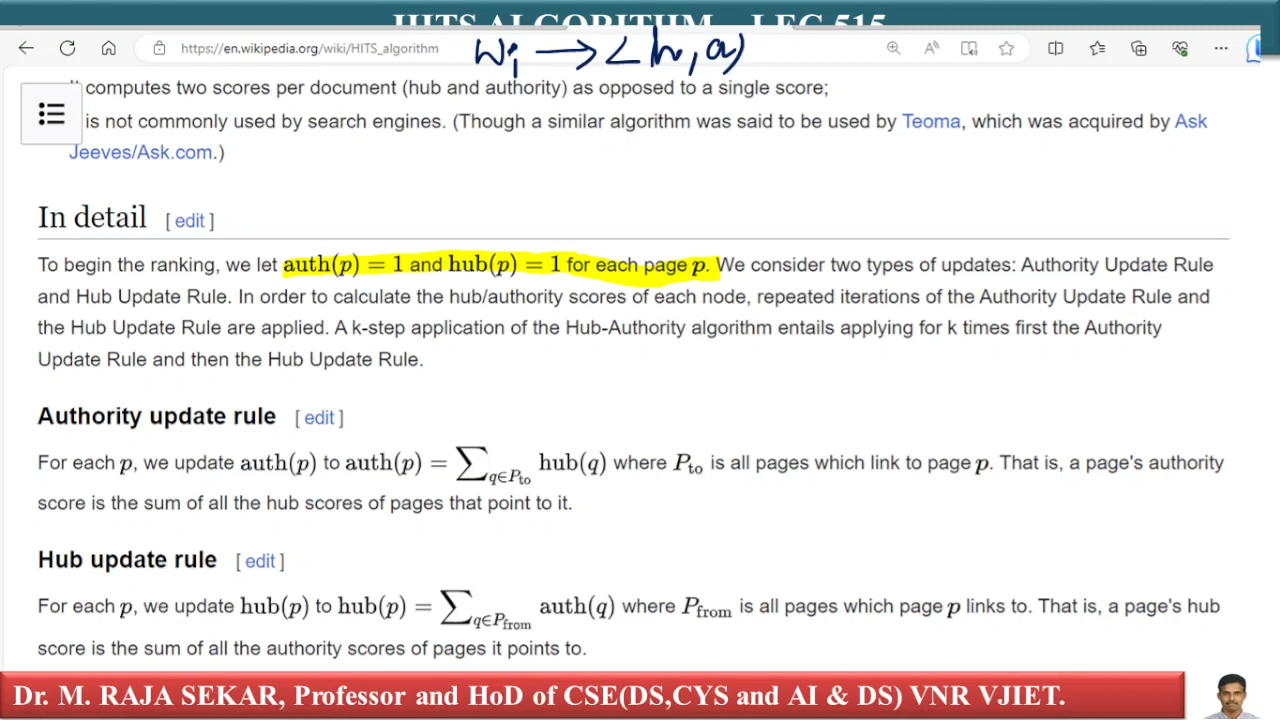 HITS ALGORITHM – LEC 515
https://en.wikipedia.org/wiki/HITS_algorithm
wi → <h, a)
It computes two scores per document (hub and authority) as opposed to a single score;
is not commonly used by search engines. (Though a similar algorithm was said to be used by Teoma, which was acquired by Ask
Jeeves/Ask.com.)
In detail [ edit ]
To begin the ranking, we let auth(p) = 1 and hub(p) = 1 for each page p. We consider two types of updates: Authority Update Rule
and Hub Update Rule. In order to calculate the hub/authority scores of each node, repeated iterations of the Authority Update Rule and
the Hub Update Rule are applied. A k-step application of the Hub-Authority algorithm entails applying for k times first the Authority
Update Rule and then the Hub Update Rule.
Authority update rule [ edit ]
For each p, we update auth(p) to auth(p) = ∑q∈Pto hub(q) where Pto is all pages which link to page p. That is, a page's authority
score is the sum of all the hub scores of pages that point to it.
Hub update rule [ edit ]
For each p, we update hub(p) to hub(p) = ∑q∈Pfrom auth(q) where Pfrom is all pages which page p links to. That is, a page's hub
score is the sum of all the authority scores of pages it points to.
Dr. M. RAJA SEKAR, Professor and HoD of CSE(DS,CYS and AI & DS) VNR VJIET.